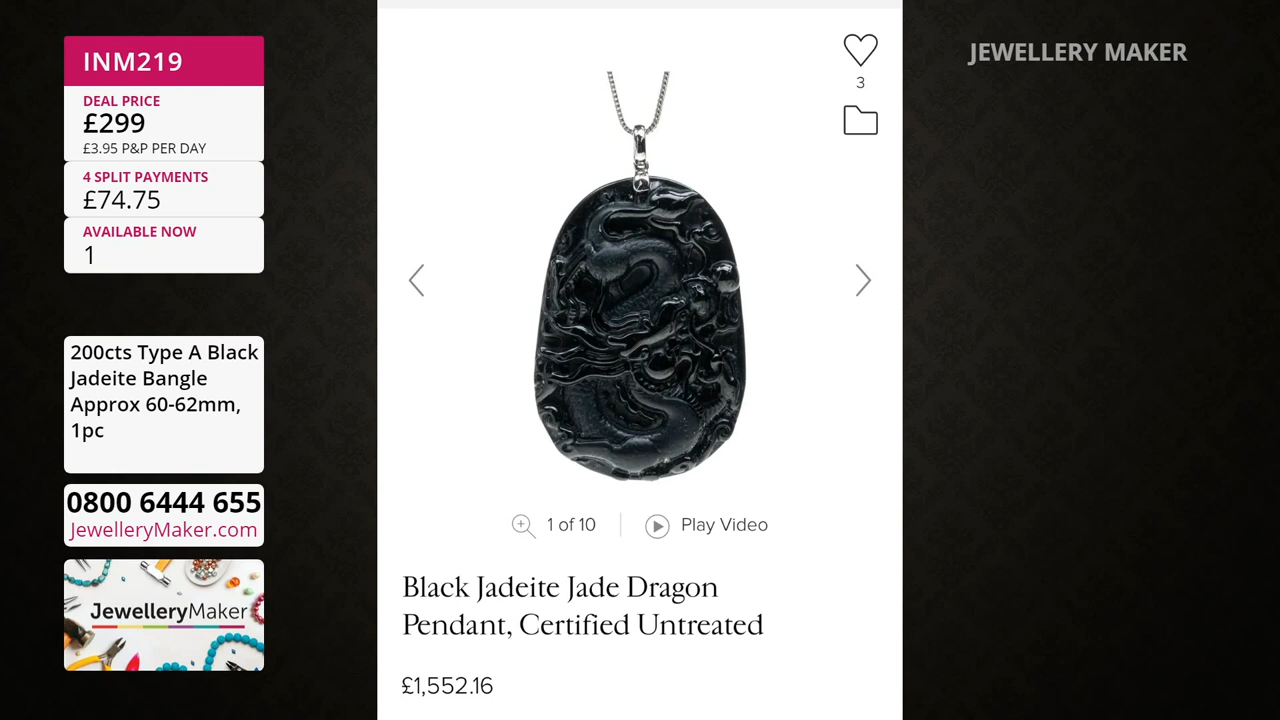 INM219
DEAL PRICE
£299
£3.95 P&P PER DAY
4 SPLIT PAYMENTS
£74.75
AVAILABLE NOW
1
200cts Type A Black
Jadeite Bangle
Approx 60-62mm,
1pc
0800 6444 655
JewelleryMaker.com
JewelleryMaker
3
1 of 10
Play Video
Black Jadeite Jade Dragon
Pendant, Certified Untreated
£1,552.16
JEWELLERY MAKER